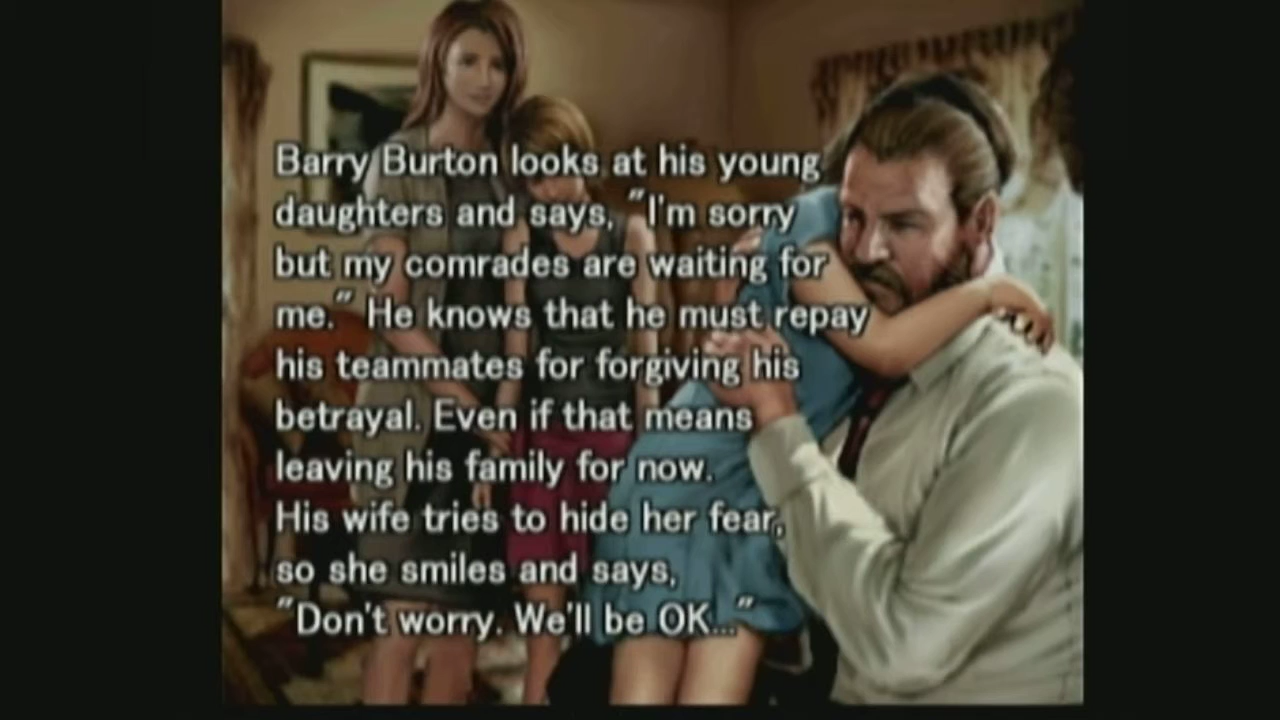 Barry Burton looks at his young
daughters and says, "I'm sorry
but my comrades are waiting for
me." He knows that he must repay
his teammates for forgiving his
betrayal. Even if that means
leaving his family for now.
His wife tries to hide her fear,
so she smiles and says,
"Don't worry. We'll be OK..."